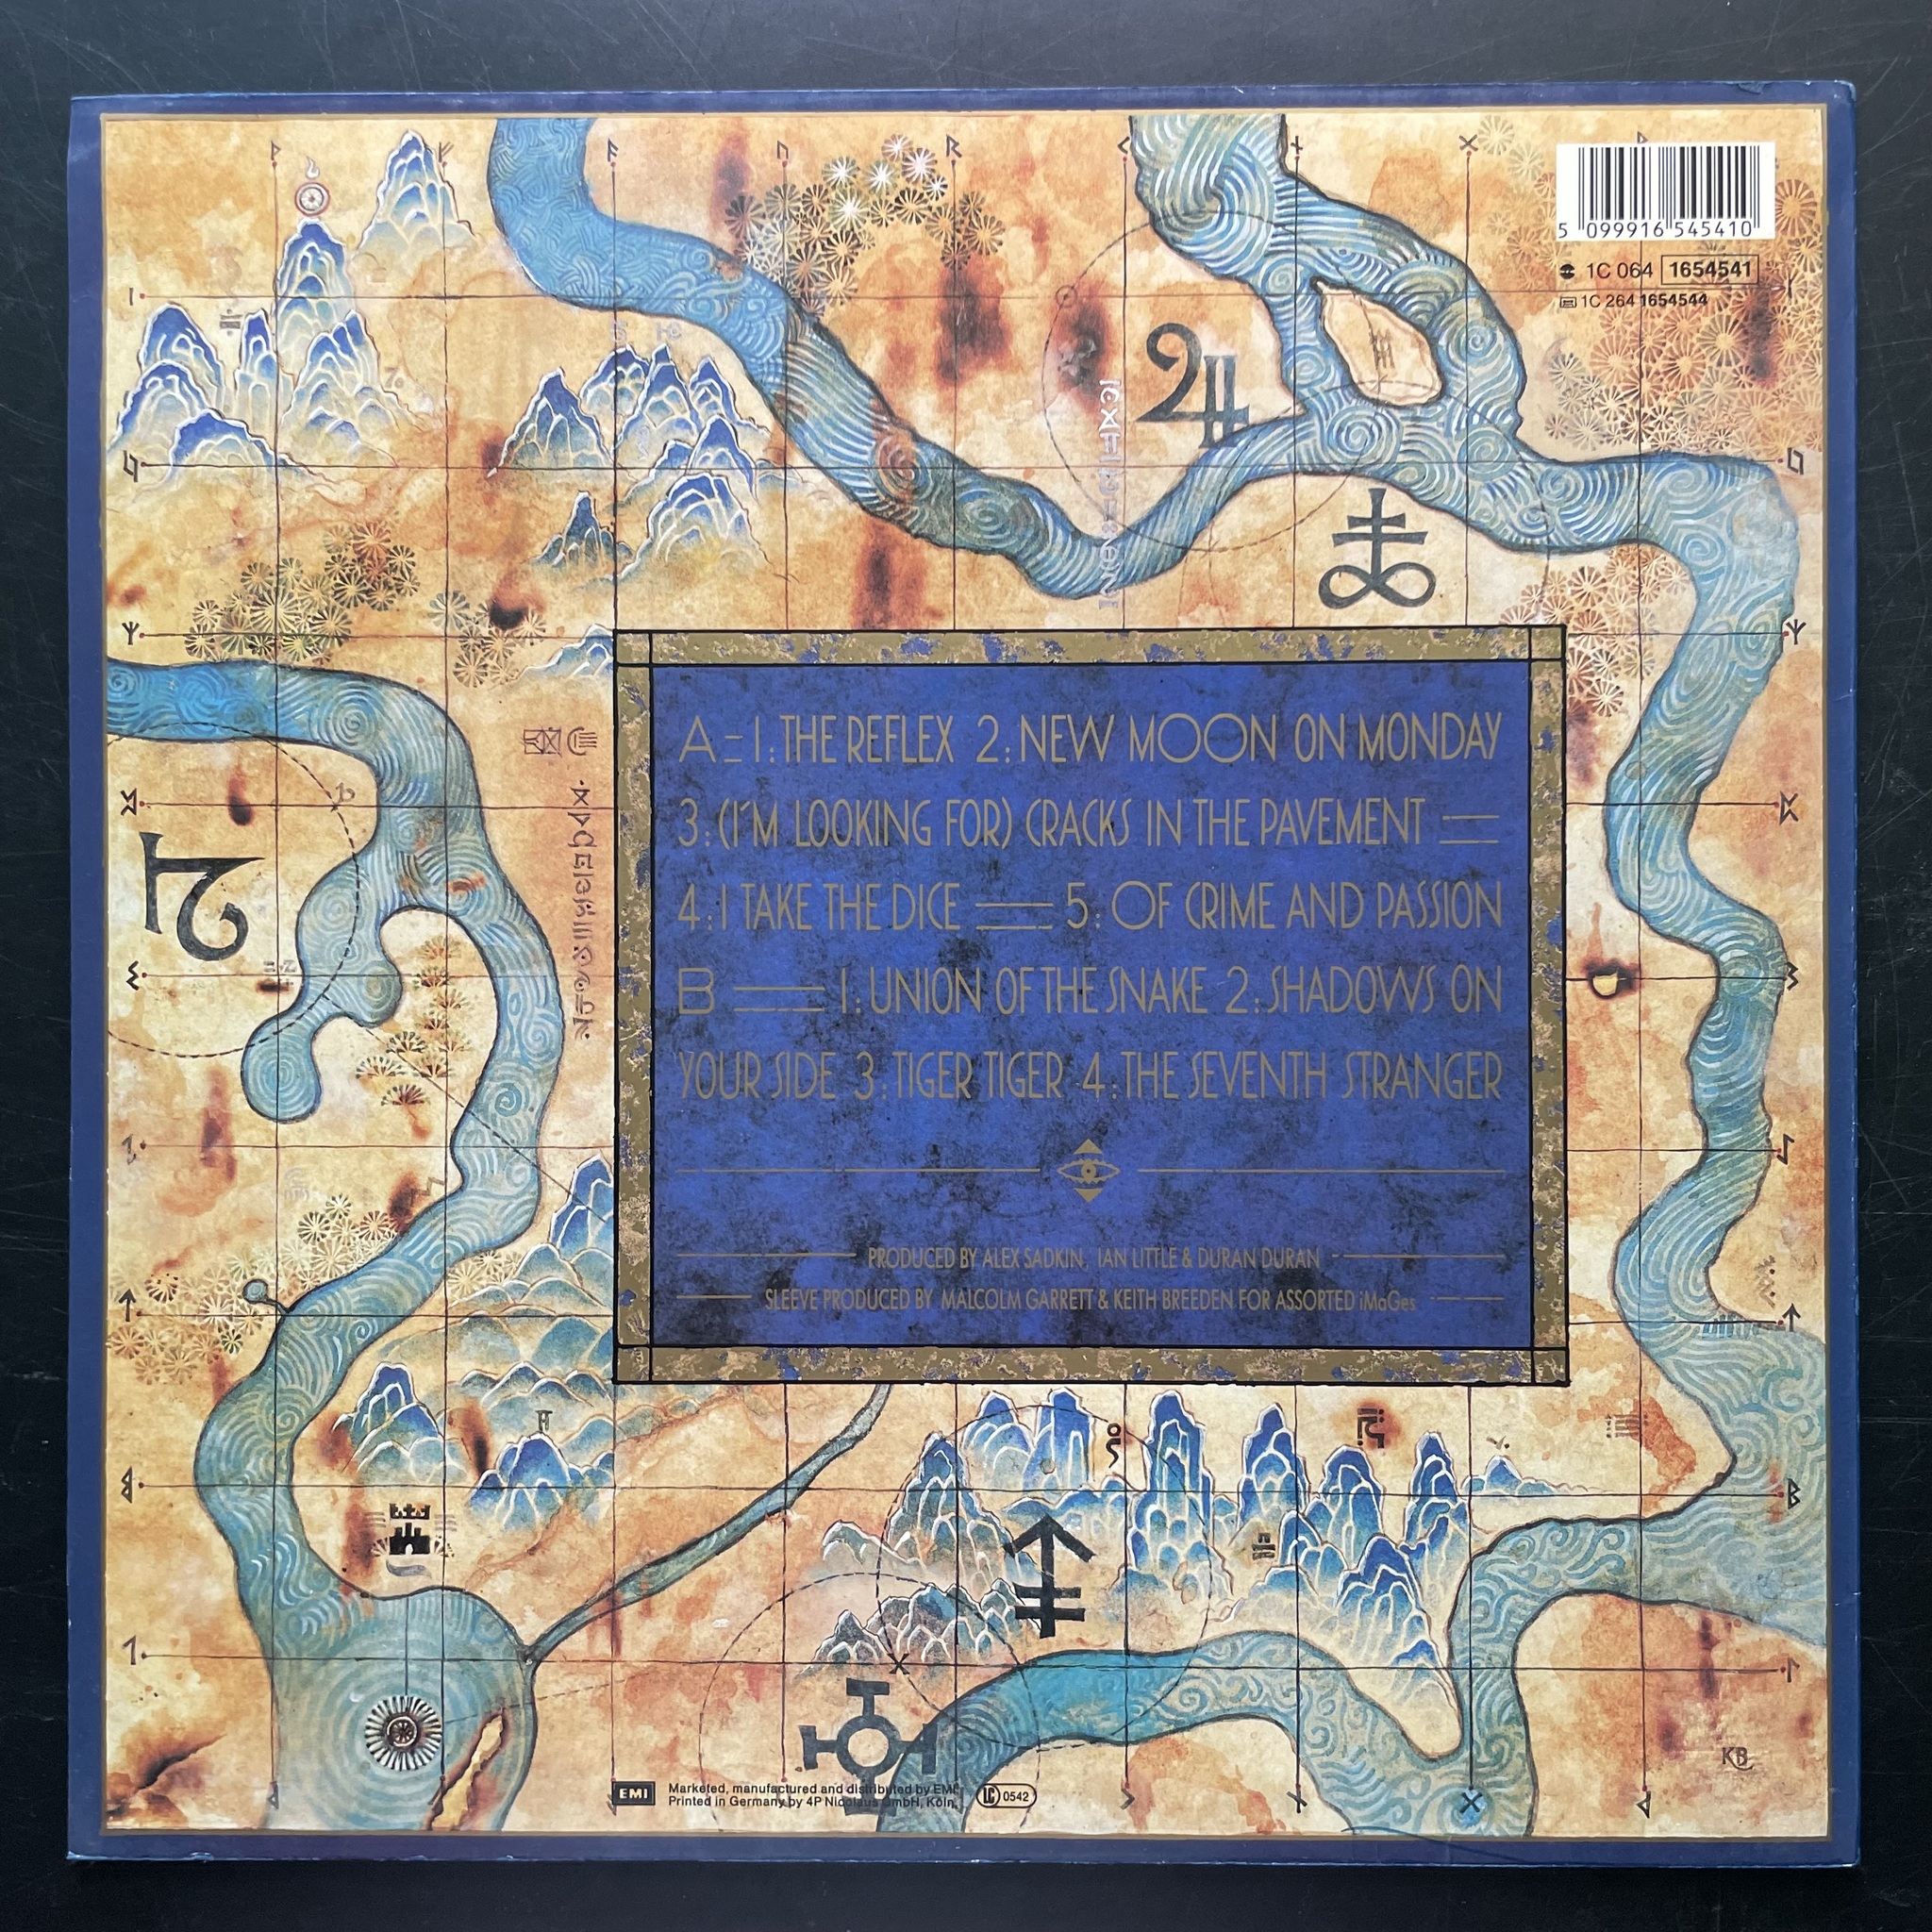 5 099916 545410
1C 064 1654541
1C 264 1654544
A = 1: THE REFLEX 2: NEW MOON ON MONDAY
3: (I'M LOOKING FOR) CRACKS IN THE PAVEMENT
4: I TAKE THE DICE 5: OF CRIME AND PASSION
B 1: UNION OF THE SNAKE 2: SHADOWS ON
YOUR SIDE 3: TIGER TIGER 4: THE SEVENTH STRANGER
PRODUCED BY ALEX SADKIN, IAN LITTLE & DURAN DURAN
SLEEVE PRODUCED BY MALCOLM GARRETT & KEITH BREEDEN FOR ASSORTED iMaGes
KB
EMI
Marketed, manufactured and distributed by EMI
Printed in Germany by 4P Nicolaus GmbH, Köln.
LC 0542